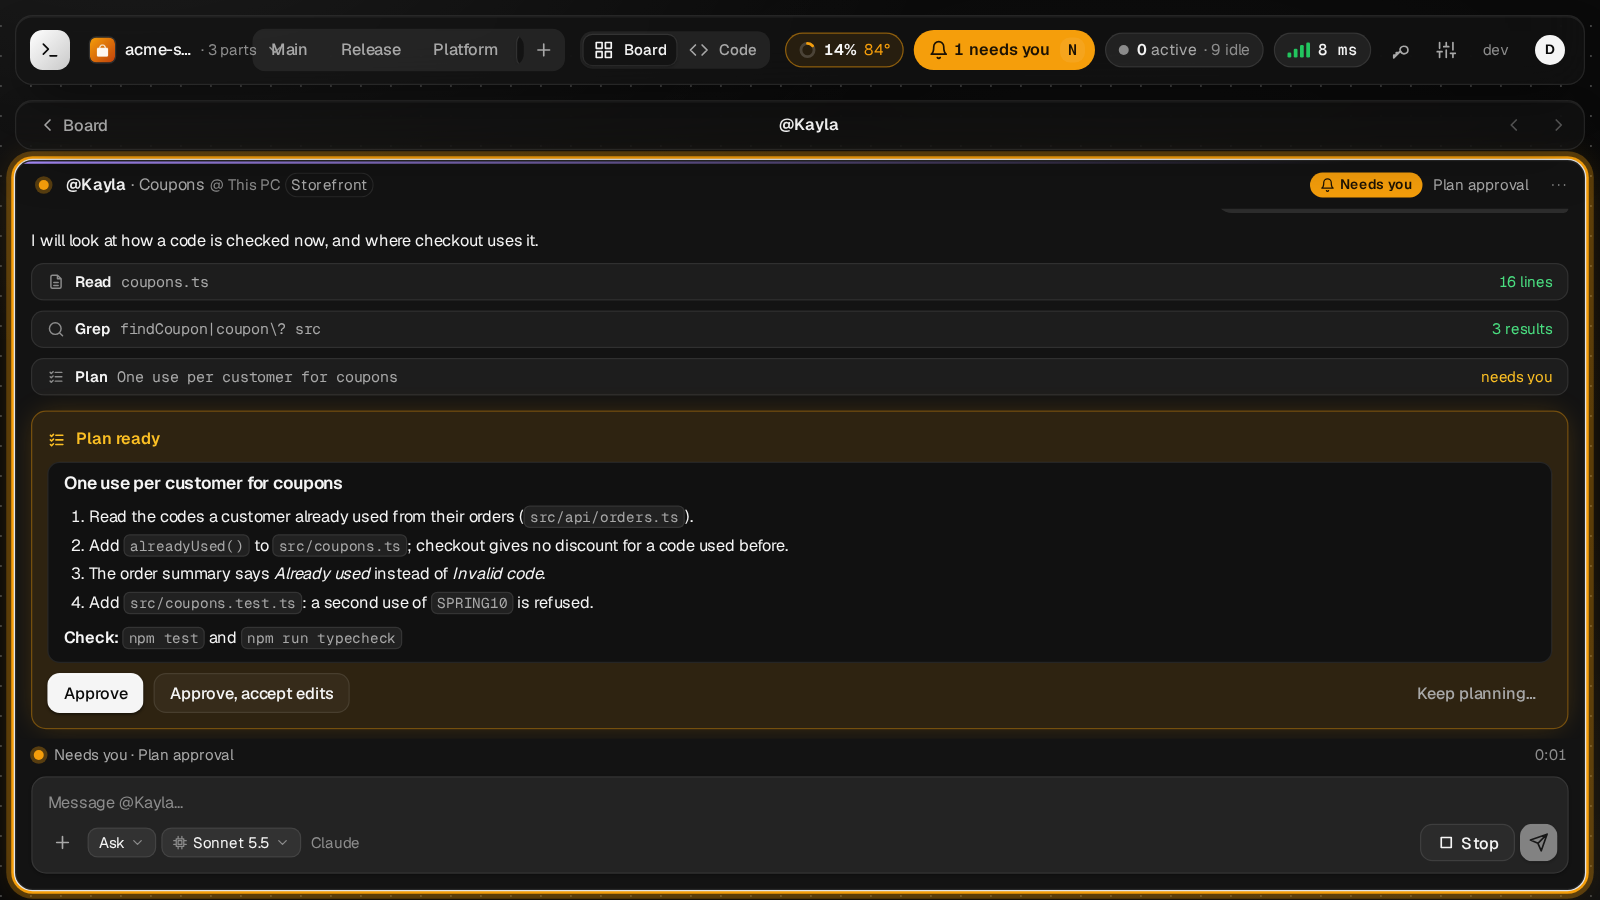 acme-s... · 3 parts Main Release Platform Board Code 14% 84° 1 needs you N 0 active · 9 idle 8 ms dev D
Board @Kayla
@Kayla · Coupons @ This PC Storefront Needs you Plan approval ...
I will look at how a code is checked now, and where checkout uses it.
Read coupons.ts 16 lines
Grep findCoupon|coupon\? src 3 results
Plan One use per customer for coupons needs you
Plan ready
One use per customer for coupons
1. Read the codes a customer already used from their orders (src/api/orders.ts).
2. Add alreadyUsed() to src/coupons.ts; checkout gives no discount for a code used before.
3. The order summary says Already used instead of Invalid code.
4. Add src/coupons.test.ts: a second use of SPRING10 is refused.
Check: npm test and npm run typecheck
Approve Approve, accept edits Keep planning...
Needs you · Plan approval 0:01
Message @Kayla...
Ask Sonnet 5.5 Claude Stop